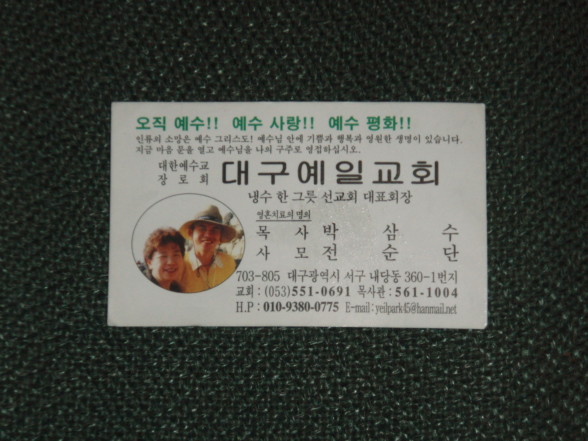 오직 예수!! 예수 사랑!! 예수 평화!!
인류의 소망은 예수 그리스도! 예수님 안에 기쁨과 행복과 영원한 생명이 있습니다.
지금 마음 문을 열고 예수님을 나의 구주로 영접하십시오.
대한예수교
장로회 대구예일교회
냉수 한 그릇 선교회 대표회장
영혼치료의 명의
목 사 박 삼 수
사 모 전 순 단
703-805 대구광역시 서구 내당동 360-1번지
교회 : (053)551-0691 목사관 : 561-1004
H.P : 010-9380-0775 E-mail : yeilpark45@hanmail.net